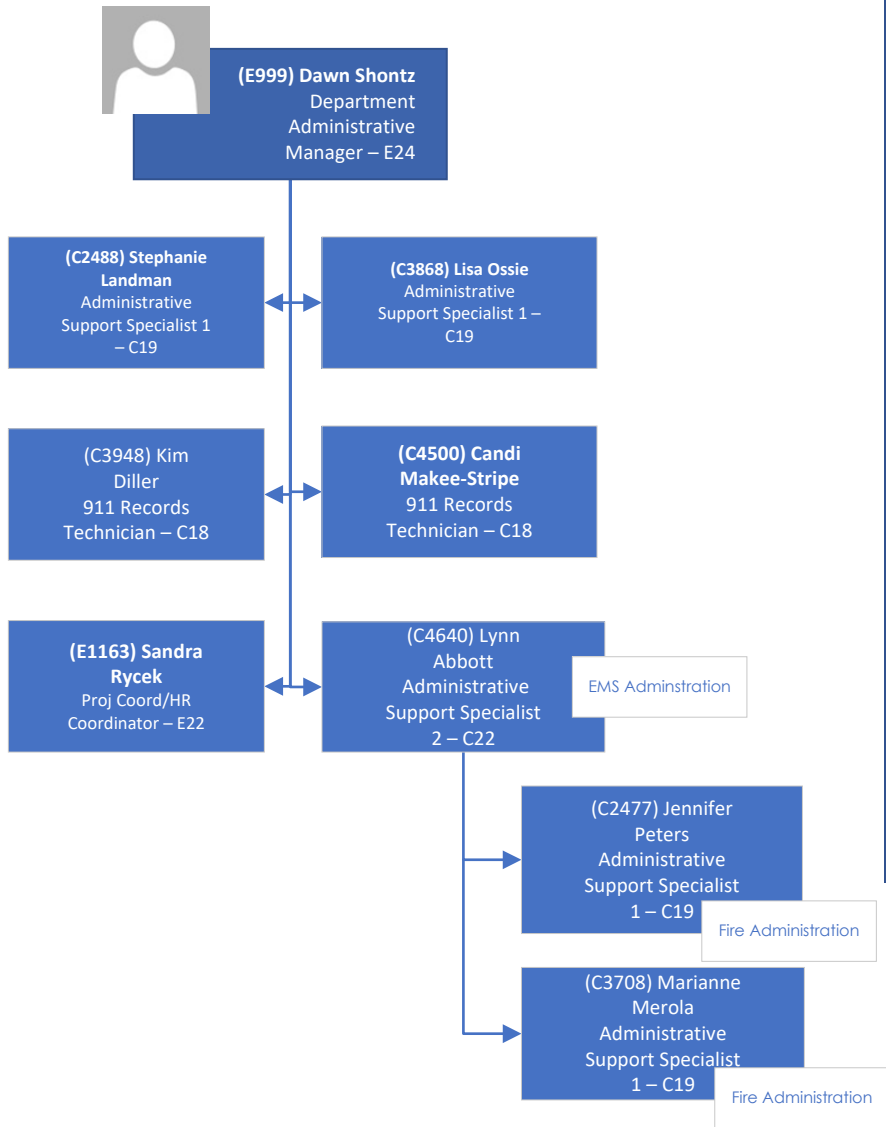 (E999) Dawn Shontz
Department
Administrative
Manager – E24
(C2488) Stephanie
Landman
Administrative
Support Specialist 1
– C19
(C3868) Lisa Ossie
Administrative
Support Specialist 1 –
C19
(C3948) Kim
Diller
911 Records
Technician – C18
(C4500) Candi
Makee-Stripe
911 Records
Technician – C18
(E1163) Sandra
Rycek
Proj Coord/HR
Coordinator – E22
(C4640) Lynn
Abbott
Administrative
Support Specialist
2 – C22
EMS Adminstration
(C2477) Jennifer
Peters
Administrative
Support Specialist
1 – C19
Fire Administration
(C3708) Marianne
Merola
Administrative
Support Specialist
1 – C19
Fire Administration